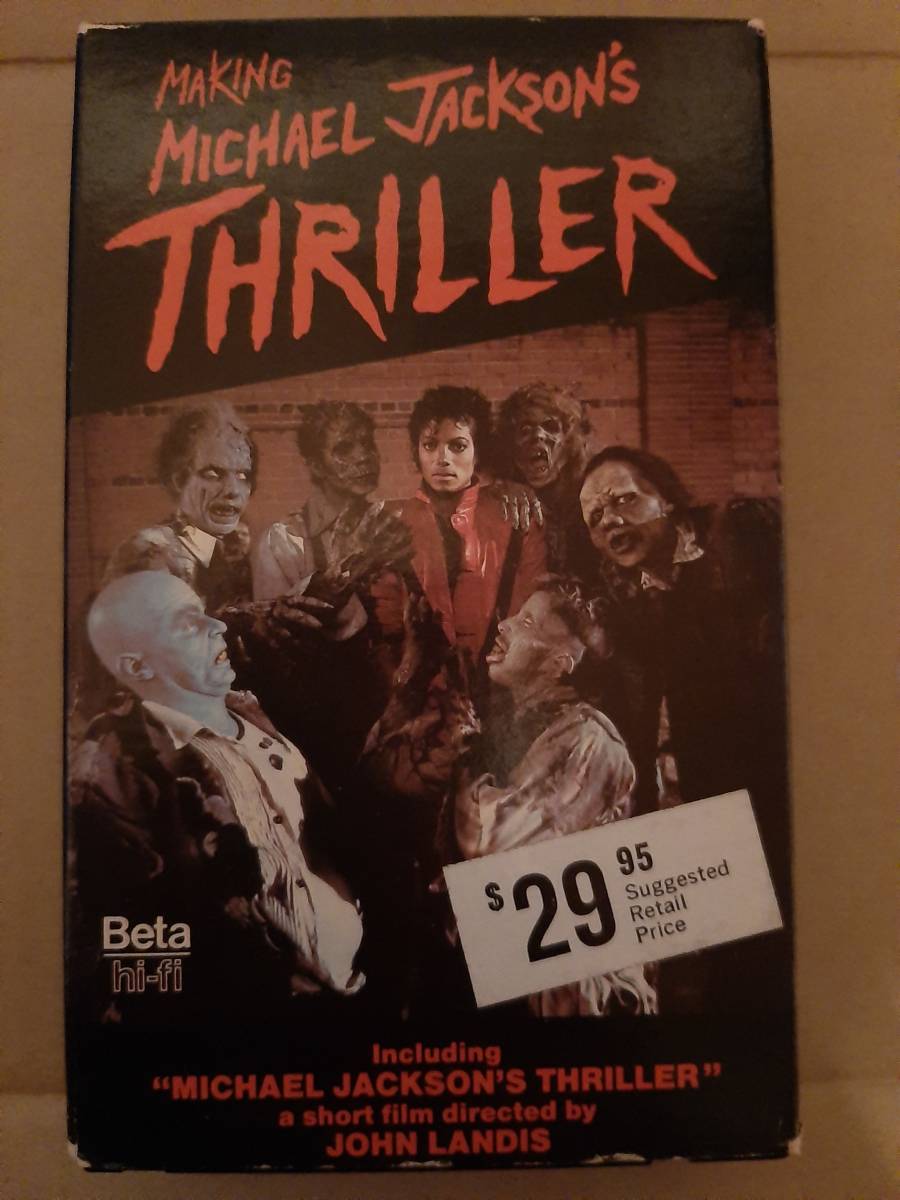 MAKING
MICHAEL JACKSON'S
THRILLER
$29 95
Suggested
Retail
Price
Beta
hi-fi
Including
“MICHAEL JACKSON'S THRILLER”
a short film directed by
JOHN LANDIS